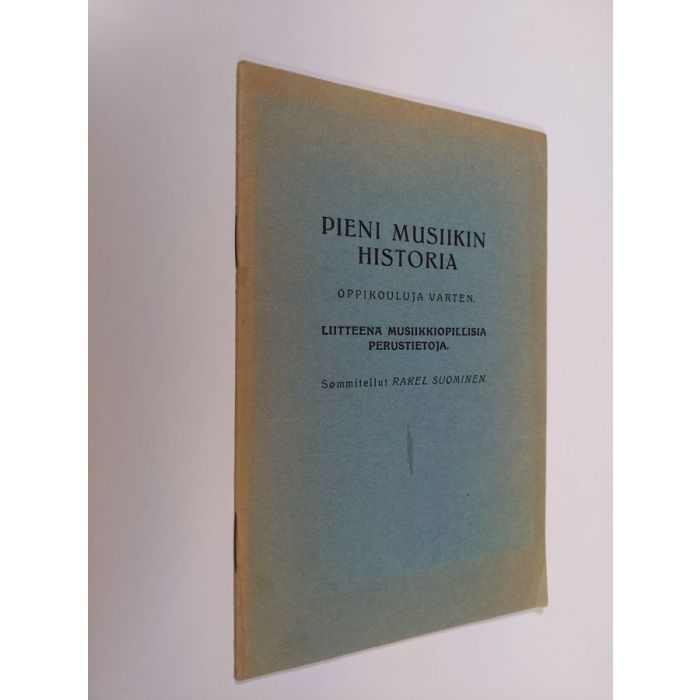 PIENI MUSIIKIN
HISTORIA
OPPIKOULUJA VARTEN.
LIITTEENÄ MUSIIKKIOPILLISIA
PERUSTIETOJA.
Sommitellut RAKEL SUOMINEN.